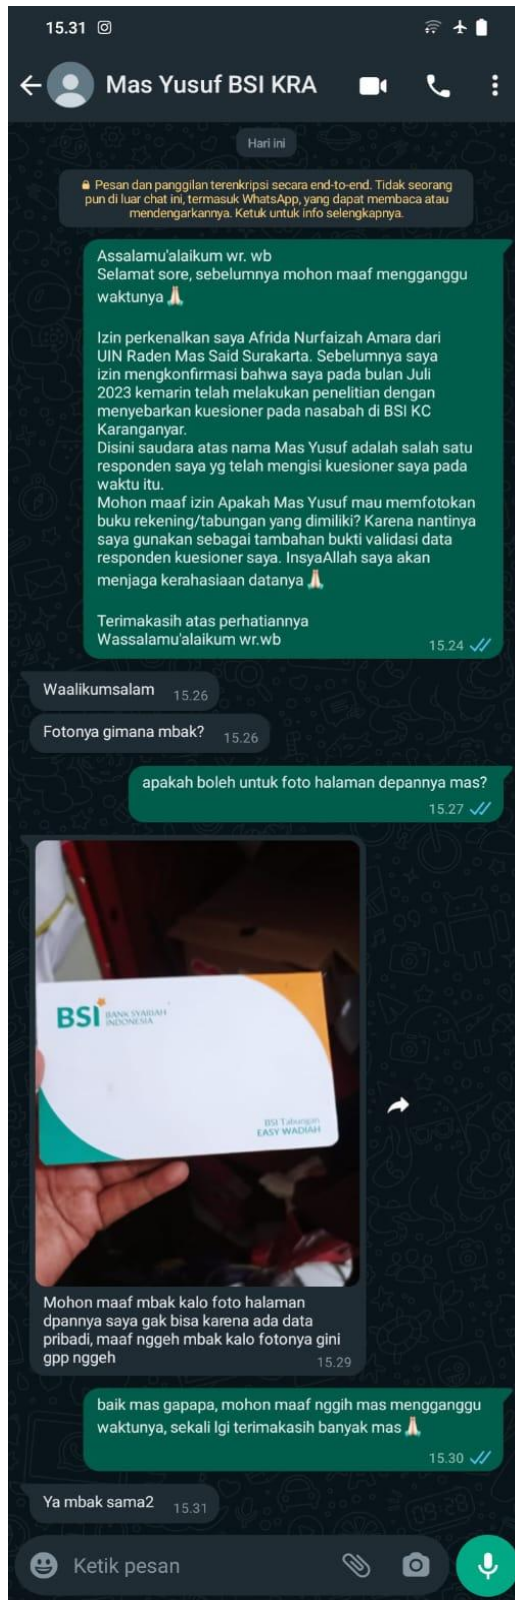 15.31
Mas Yusuf BSI KRA
Hari ini
Pesan dan panggilan terenkripsi secara end-to-end. Tidak seorang
pun di luar chat ini, termasuk WhatsApp, yang dapat membaca atau
mendengarkannya. Ketuk untuk info selengkapnya.
Assalamu'alaikum wr. wb
Selamat sore, sebelumnya mohon maaf mengganggu
waktunya 🙏🏻
Izin perkenalkan saya Afrida Nurfaizah Amara dari
UIN Raden Mas Said Surakarta. Sebelumnya saya
izin mengkonfirmasi bahwa saya pada bulan Juli
2023 kemarin telah melakukan penelitian dengan
menyebarkan kuesioner pada nasabah di BSI KC
Karanganyar.
Disini saudara atas nama Mas Yusuf adalah salah satu
responden saya yg telah mengisi kuesioner saya pada
waktu itu.
Mohon maaf izin Apakah Mas Yusuf mau memfotokan
buku rekening/tabungan yang dimiliki? Karena nantinya
saya gunakan sebagai tambahan bukti validasi data
responden kuesioner saya. InsyaAllah saya akan
menjaga kerahasiaan datanya 🙏🏻
Terimakasih atas perhatiannya
Wassalamu'alaikum wr.wb
15.24
Waalikumsalam 15.26
Fotonya gimana mbak? 15.26
apakah boleh untuk foto halaman depannya mas?
15.27
BSI BANK SYARIAH
INDONESIA
BSI Tabungan
EASY WADIAH
Mohon maaf mbak kalo foto halaman
dpannya saya gak bisa karena ada data
pribadi, maaf nggeh mbak kalo fotonya gini
gpp nggeh
15.29
baik mas gapapa, mohon maaf nggih mas mengganggu
waktunya, sekali lgi terimakasih banyak mas 🙏🏻
15.30
Ya mbak sama2 15.31
Ketik pesan